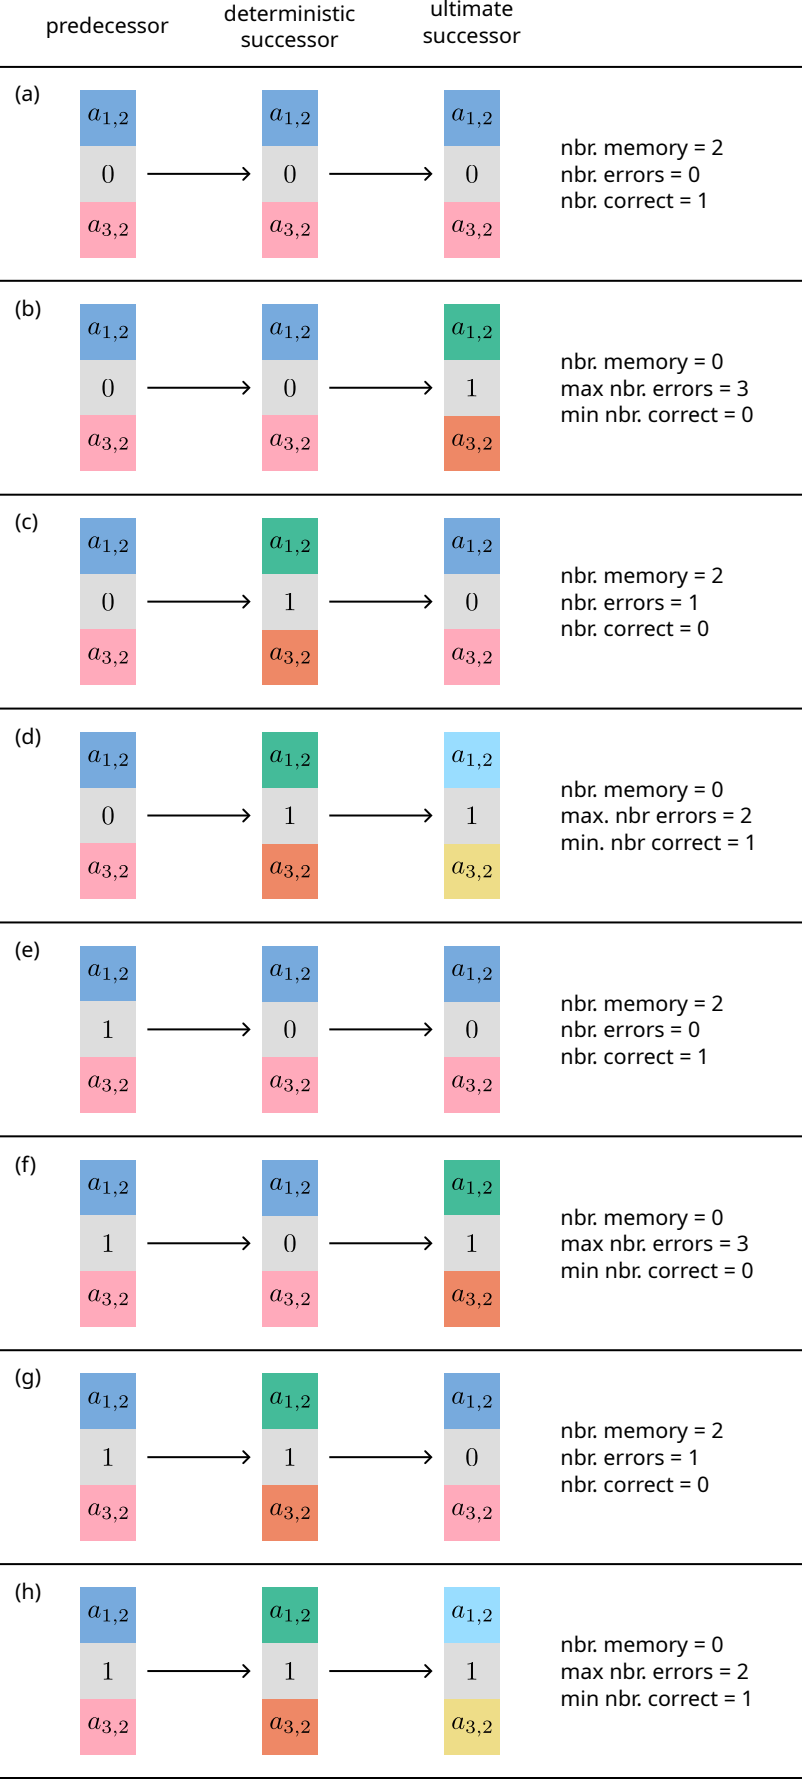 predecessor
deterministic
successor
ultimate
successor
(a)
a1,2
0
a3,2
a1,2
0
a3,2
a1,2
0
a3,2
nbr. memory = 2
nbr. errors = 0
nbr. correct = 1
(b)
a1,2
0
a3,2
a1,2
0
a3,2
a1,2
1
a3,2
nbr. memory = 0
max nbr. errors = 3
min nbr. correct = 0
(c)
a1,2
0
a3,2
a1,2
1
a3,2
a1,2
0
a3,2
nbr. memory = 2
nbr. errors = 1
nbr. correct = 0
(d)
a1,2
0
a3,2
a1,2
1
a3,2
a1,2
1
a3,2
nbr. memory = 0
max. nbr errors = 2
min. nbr correct = 1
(e)
a1,2
1
a3,2
a1,2
0
a3,2
a1,2
0
a3,2
nbr. memory = 2
nbr. errors = 0
nbr. correct = 1
(f)
a1,2
1
a3,2
a1,2
0
a3,2
a1,2
1
a3,2
nbr. memory = 0
max nbr. errors = 3
min nbr. correct = 0
(g)
a1,2
1
a3,2
a1,2
1
a3,2
a1,2
0
a3,2
nbr. memory = 2
nbr. errors = 1
nbr. correct = 0
(h)
a1,2
1
a3,2
a1,2
1
a3,2
a1,2
1
a3,2
nbr. memory = 0
max nbr. errors = 2
min nbr. correct = 1